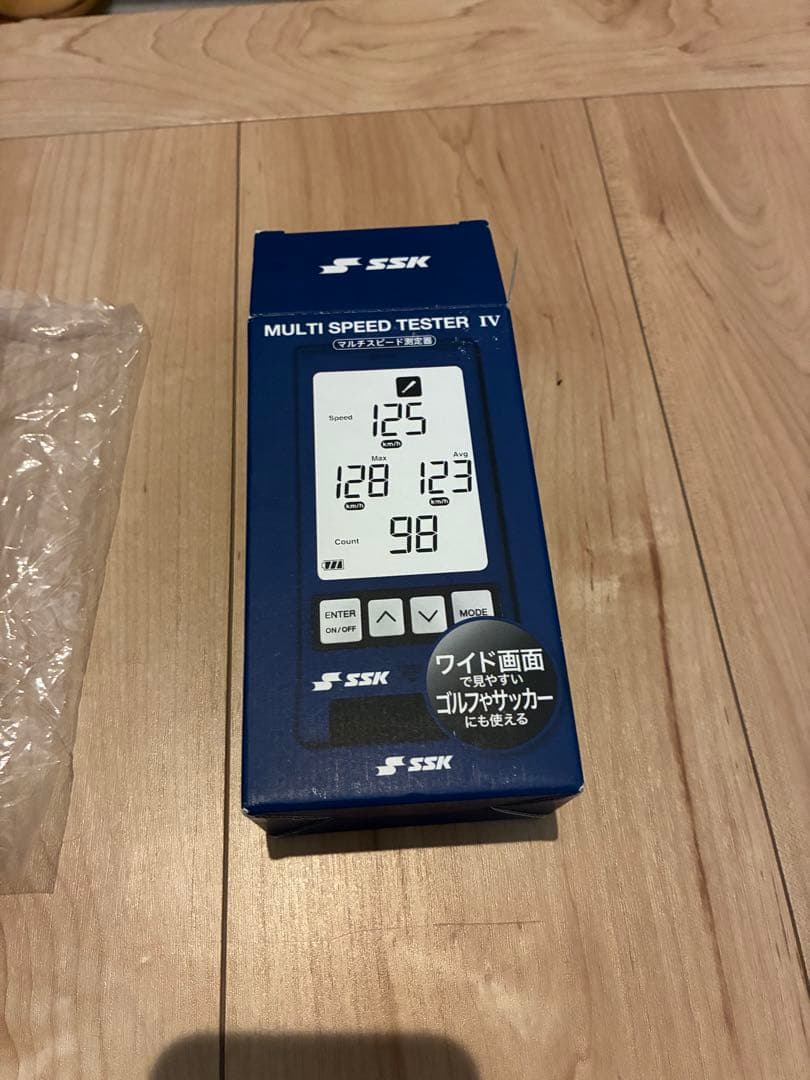 SSK
MULTI SPEED TESTER IV
マルチスピード測定器
Speed 125
km/h
Max Avg
128 123
km/h km/h
Count 98
ENTER
ON/OFF
MODE
ワイド画面
で見やすい
ゴルフやサッカー
にも使える
SSK
SSK